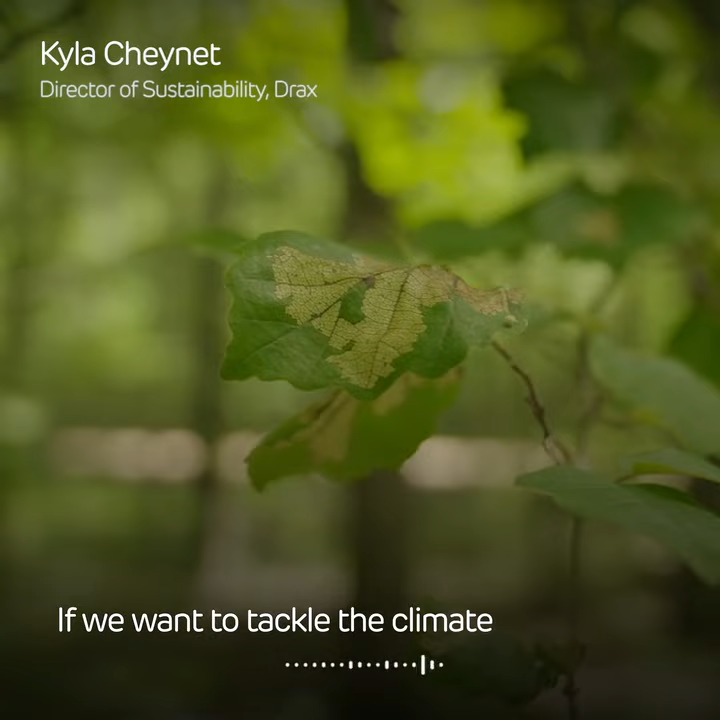 Kyla Cheynet
Director of Sustainability, Drax
If we want to tackle the climate